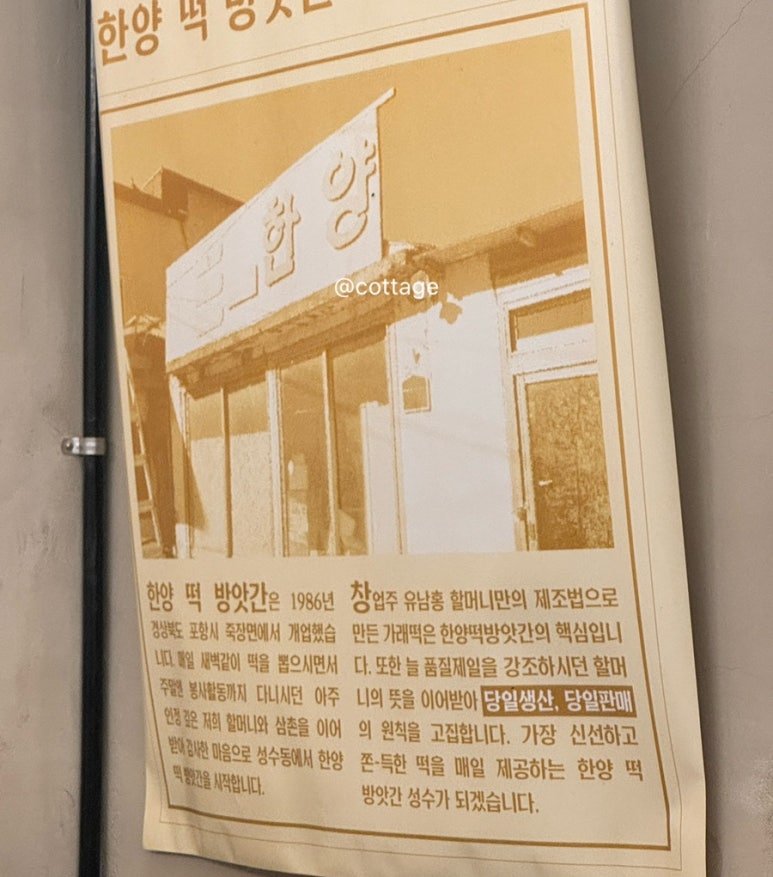 한양 떡 방앗간
한양
@cottage
한양 떡 방앗간은 1986년
경상북도 포항시 죽장면에서 개업했습
니다. 매일 새벽같이 떡을 뽑으시면서
주말엔 봉사활동까지 다니시던 아주
인정 깊은 저희 할머니와 삼촌을 이어
받아 감사한 마음으로 성수동에서 한양
떡 방앗간을 시작합니다.
창업주 유남홍 할머니만의 제조법으로
만든 가래떡은 한양떡방앗간의 핵심입니
다. 또한 늘 품질제일을 강조하시던 할머
니의 뜻을 이어받아 당일생산, 당일판매
의 원칙을 고집합니다. 가장 신선하고
쫀-득한 떡을 매일 제공하는 한양 떡
방앗간 성수가 되겠습니다.